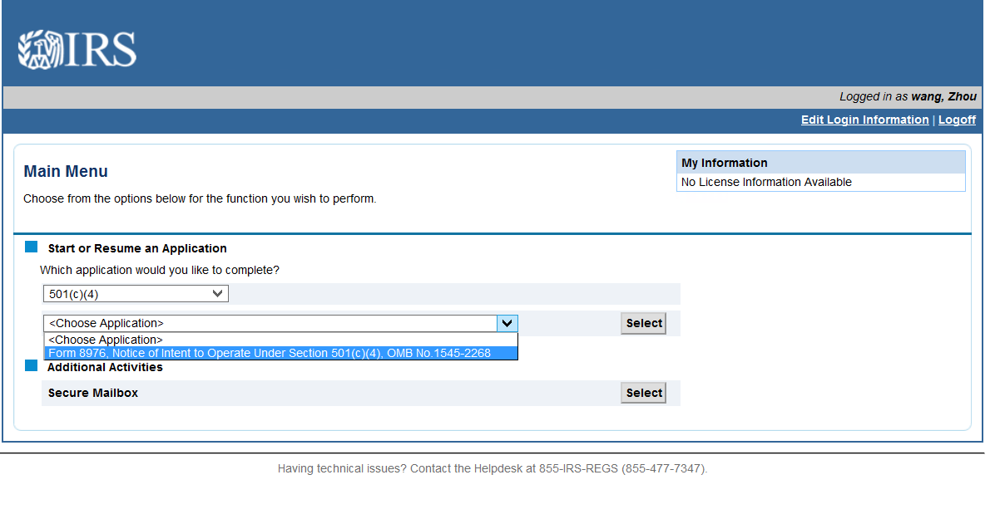 IRS
Logged in as wang, Zhou
Edit Login Information | Logoff
Main Menu
Choose from the options below for the function you wish to perform.
My Information
No License Information Available
Start or Resume an Application
Which application would you like to complete?
501(c)(4)
<Choose Application>
Select
<Choose Application>
Form 8976, Notice of Intent to Operate Under Section 501(c)(4), OMB No.1545-2268
Additional Activities
Secure Mailbox
Select
Having technical issues? Contact the Helpdesk at 855-IRS-REGS (855-477-7347).